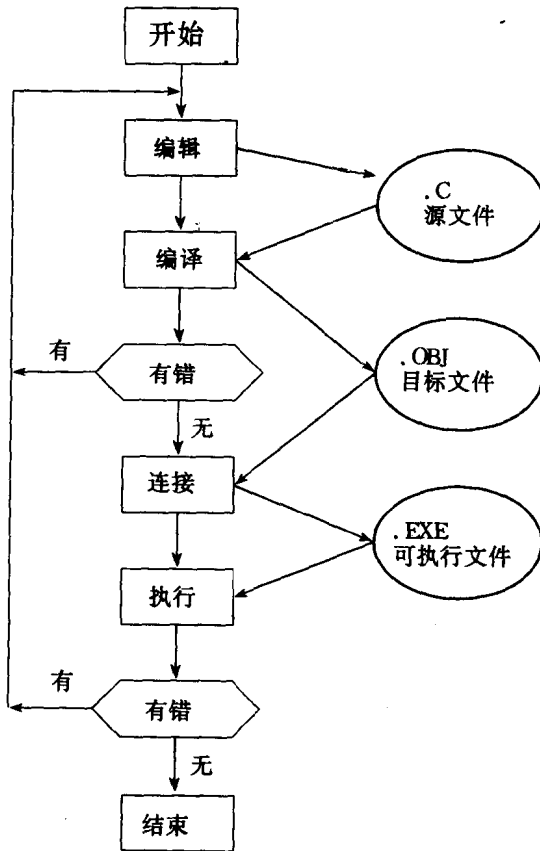 开始
编辑
.C
源文件
编译
有
有错
.OBJ
目标文件
无
连接
.EXE
可执行文件
执行
有
有错
无
结束